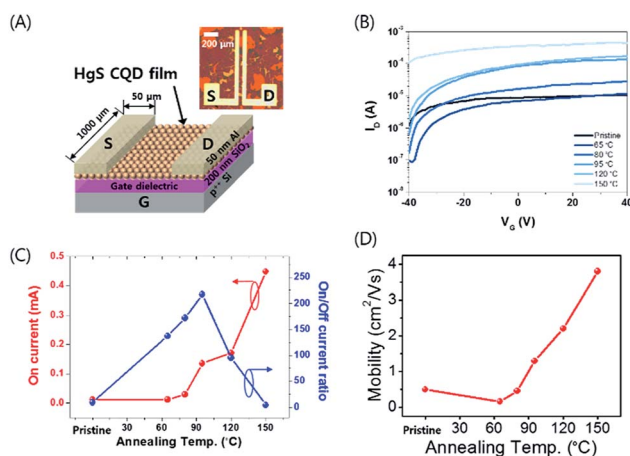 (A)
200 μm
S D
HgS CQD film
50 μm
1000 μm
S
D
50 nm Al
200 nm SiO₂
p⁺⁺ Si
Gate dielectric
G
(B)
I_D (A)
10⁻²
10⁻³
10⁻⁴
10⁻⁵
10⁻⁶
10⁻⁷
Pristine
65 °C
80 °C
95 °C
120 °C
150 °C
-40 -20 0 20 40
V_G (V)
(C)
On current (mA)
0.5
0.4
0.3
0.2
0.1
0.0
250
200
150
100
50
0
On/Off current ratio
Pristine 30 60 90 120 150
Annealing Temp. (°C)
(D)
Mobility (cm²/Vs)
4
3
2
1
0
Pristine 30 60 90 120 150
Annealing Temp. (°C)